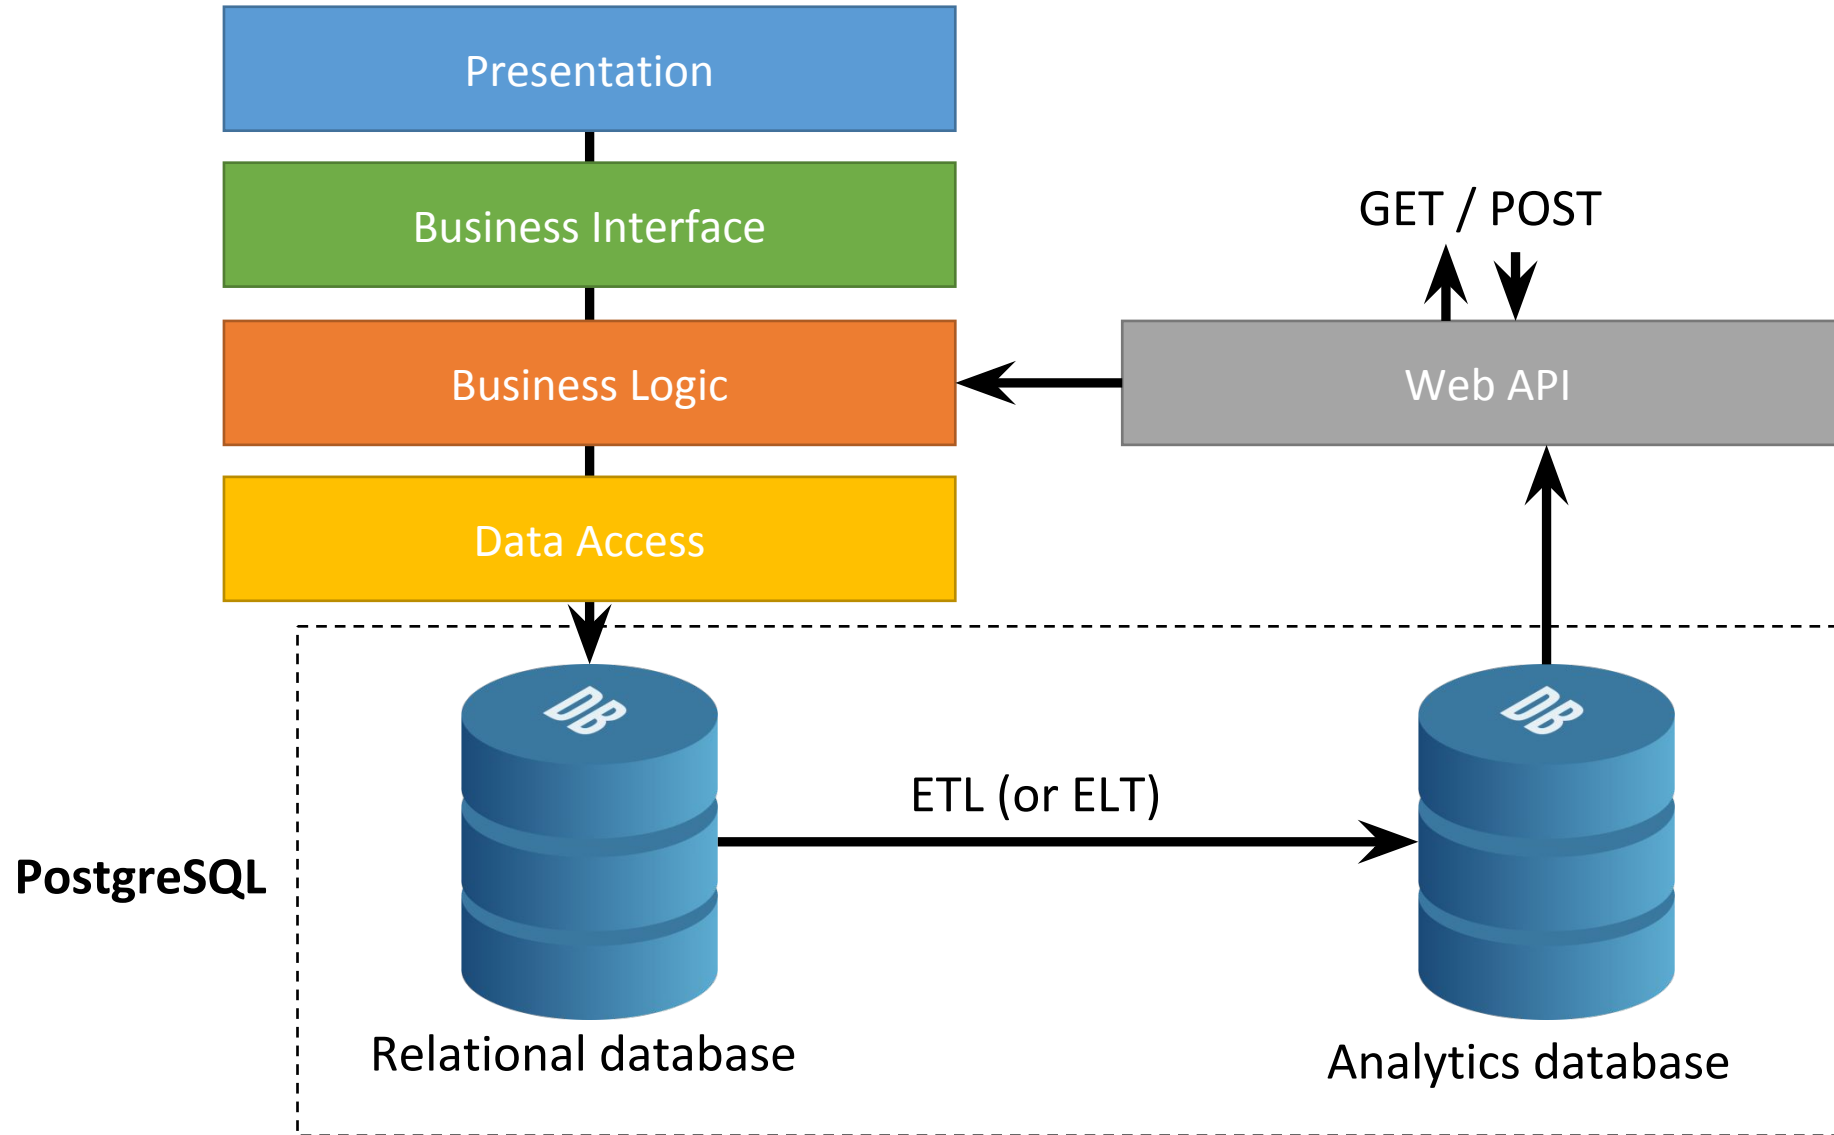 Presentation
Business Interface
GET / POST
Business Logic
Web API
Data Access
DB
DB
ETL (or ELT)
PostgreSQL
Relational database
Analytics database